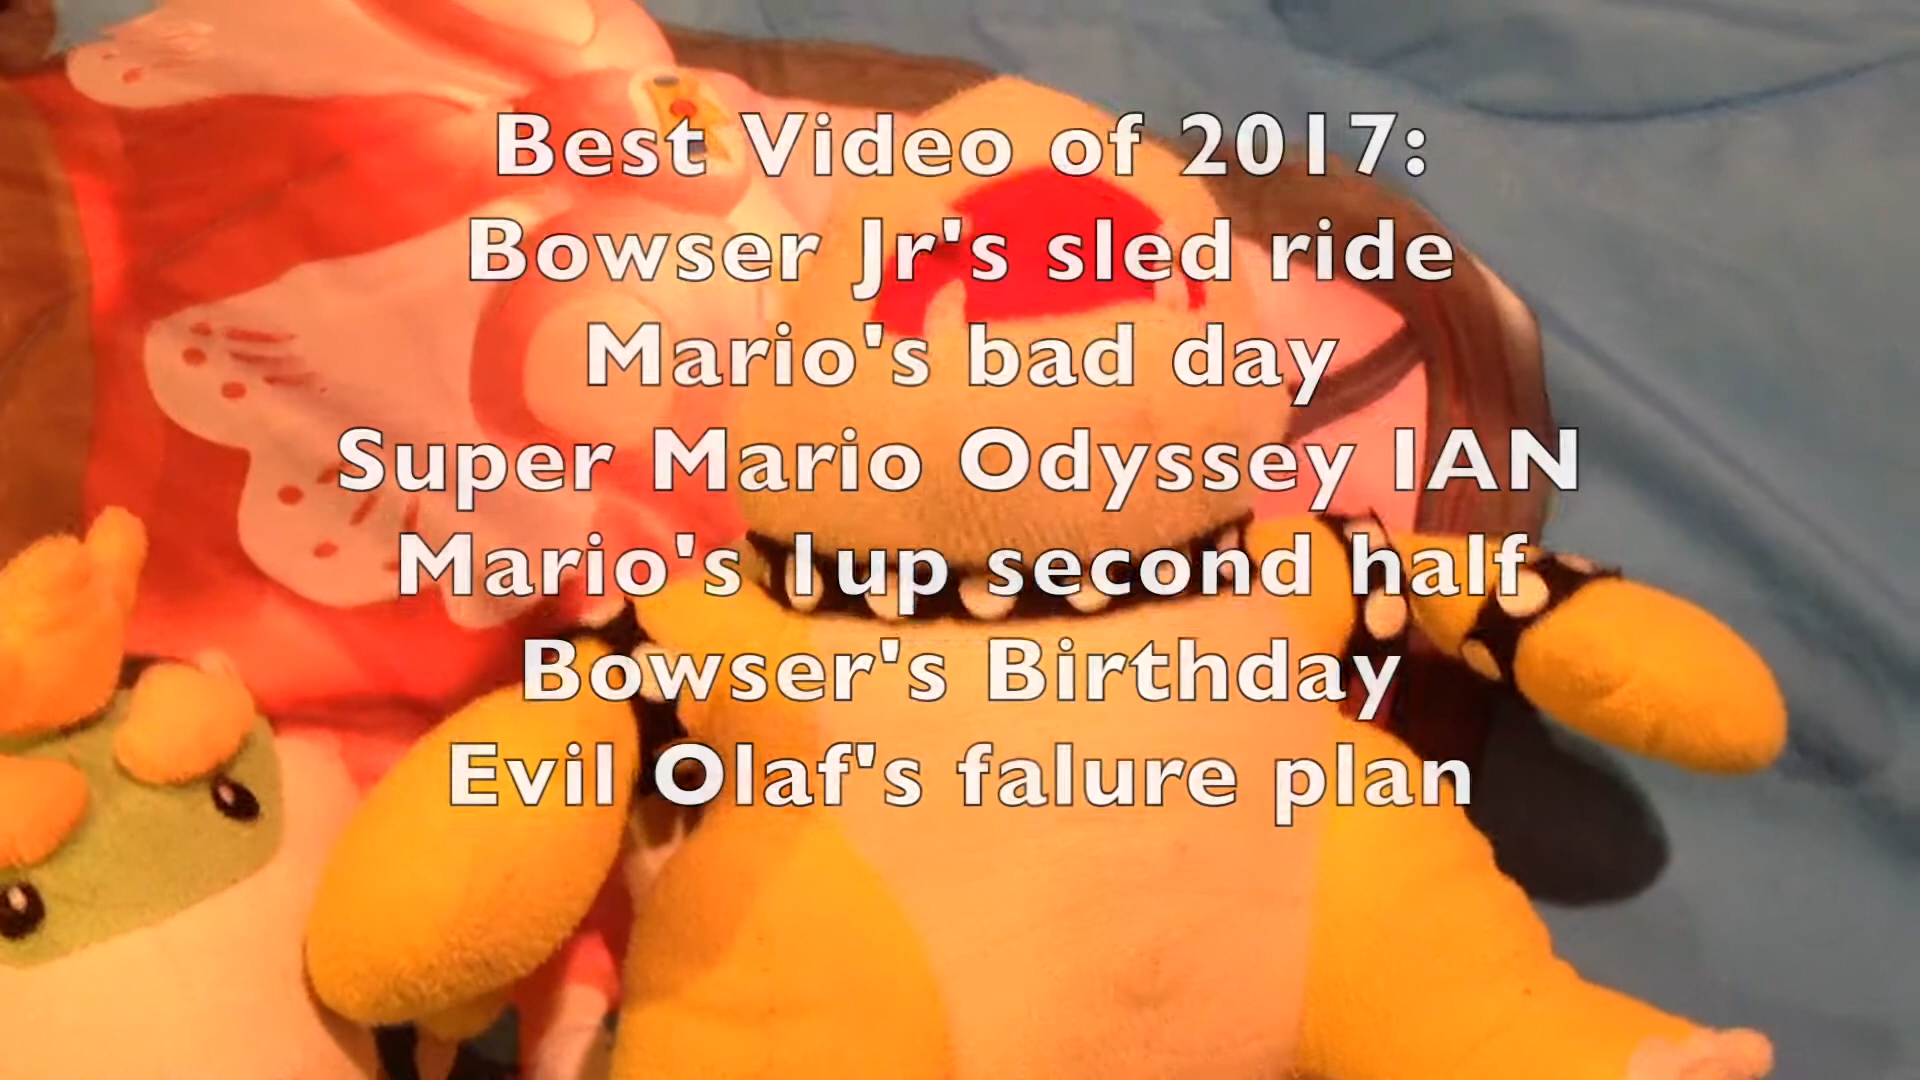 Best Video of 2017:
Bowser Jr's sled ride
Mario's bad day
Super Mario Odyssey IAN
Mario's 1up second half
Bowser's Birthday
Evil Olaf's falure plan